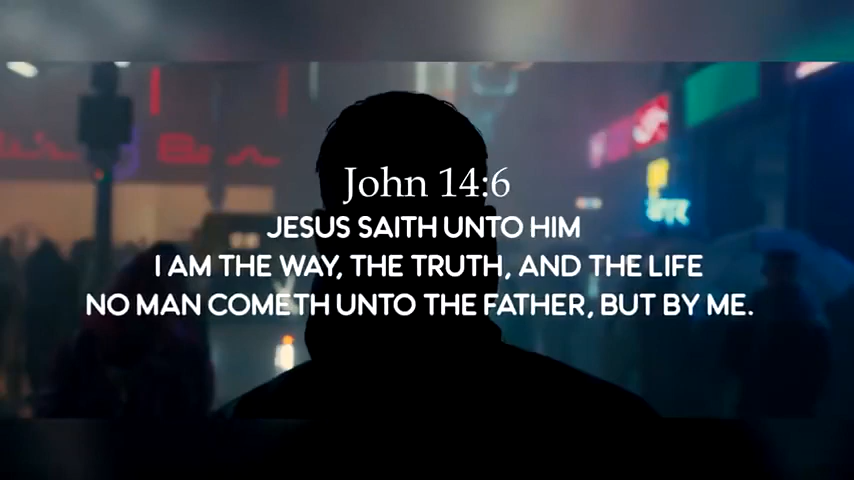 John 14:6
JESUS SAITH UNTO HIM
I AM THE WAY, THE TRUTH, AND THE LIFE
NO MAN COMETH UNTO THE FATHER, BUT BY ME.